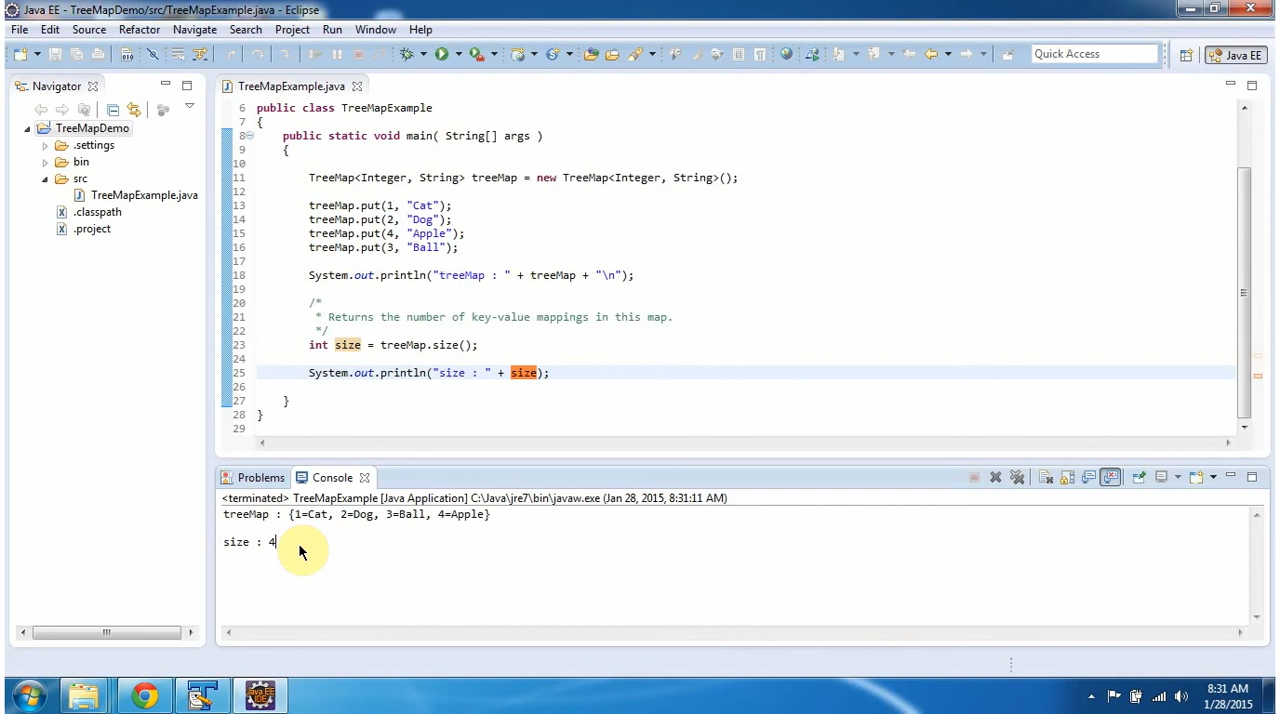 Java EE - TreeMapDemo/src/TreeMapExample.java - Eclipse
File Edit Source Refactor Navigate Search Project Run Window Help
Quick Access
Java EE
Navigator
TreeMapDemo
.settings
bin
src
TreeMapExample.java
.classpath
.project
TreeMapExample.java
6 public class TreeMapExample
7 {
8 public static void main( String[] args )
9 {
10
11 TreeMap<Integer, String> treeMap = new TreeMap<Integer, String>();
12
13 treeMap.put(1, "Cat");
14 treeMap.put(2, "Dog");
15 treeMap.put(4, "Apple");
16 treeMap.put(3, "Ball");
17
18 System.out.println("treeMap : " + treeMap + "\n");
19
20 /*
21 * Returns the number of key-value mappings in this map.
22 */
23 int size = treeMap.size();
24
25 System.out.println("size : " + size);
26
27 }
28 }
29
Problems Console
<terminated> TreeMapExample [Java Application] C:\Java\jre7\bin\javaw.exe (Jan 28, 2015, 8:31:11 AM)
treeMap : {1=Cat, 2=Dog, 3=Ball, 4=Apple}
size : 4
Java EE
IDE
8:31 AM
1/28/2015